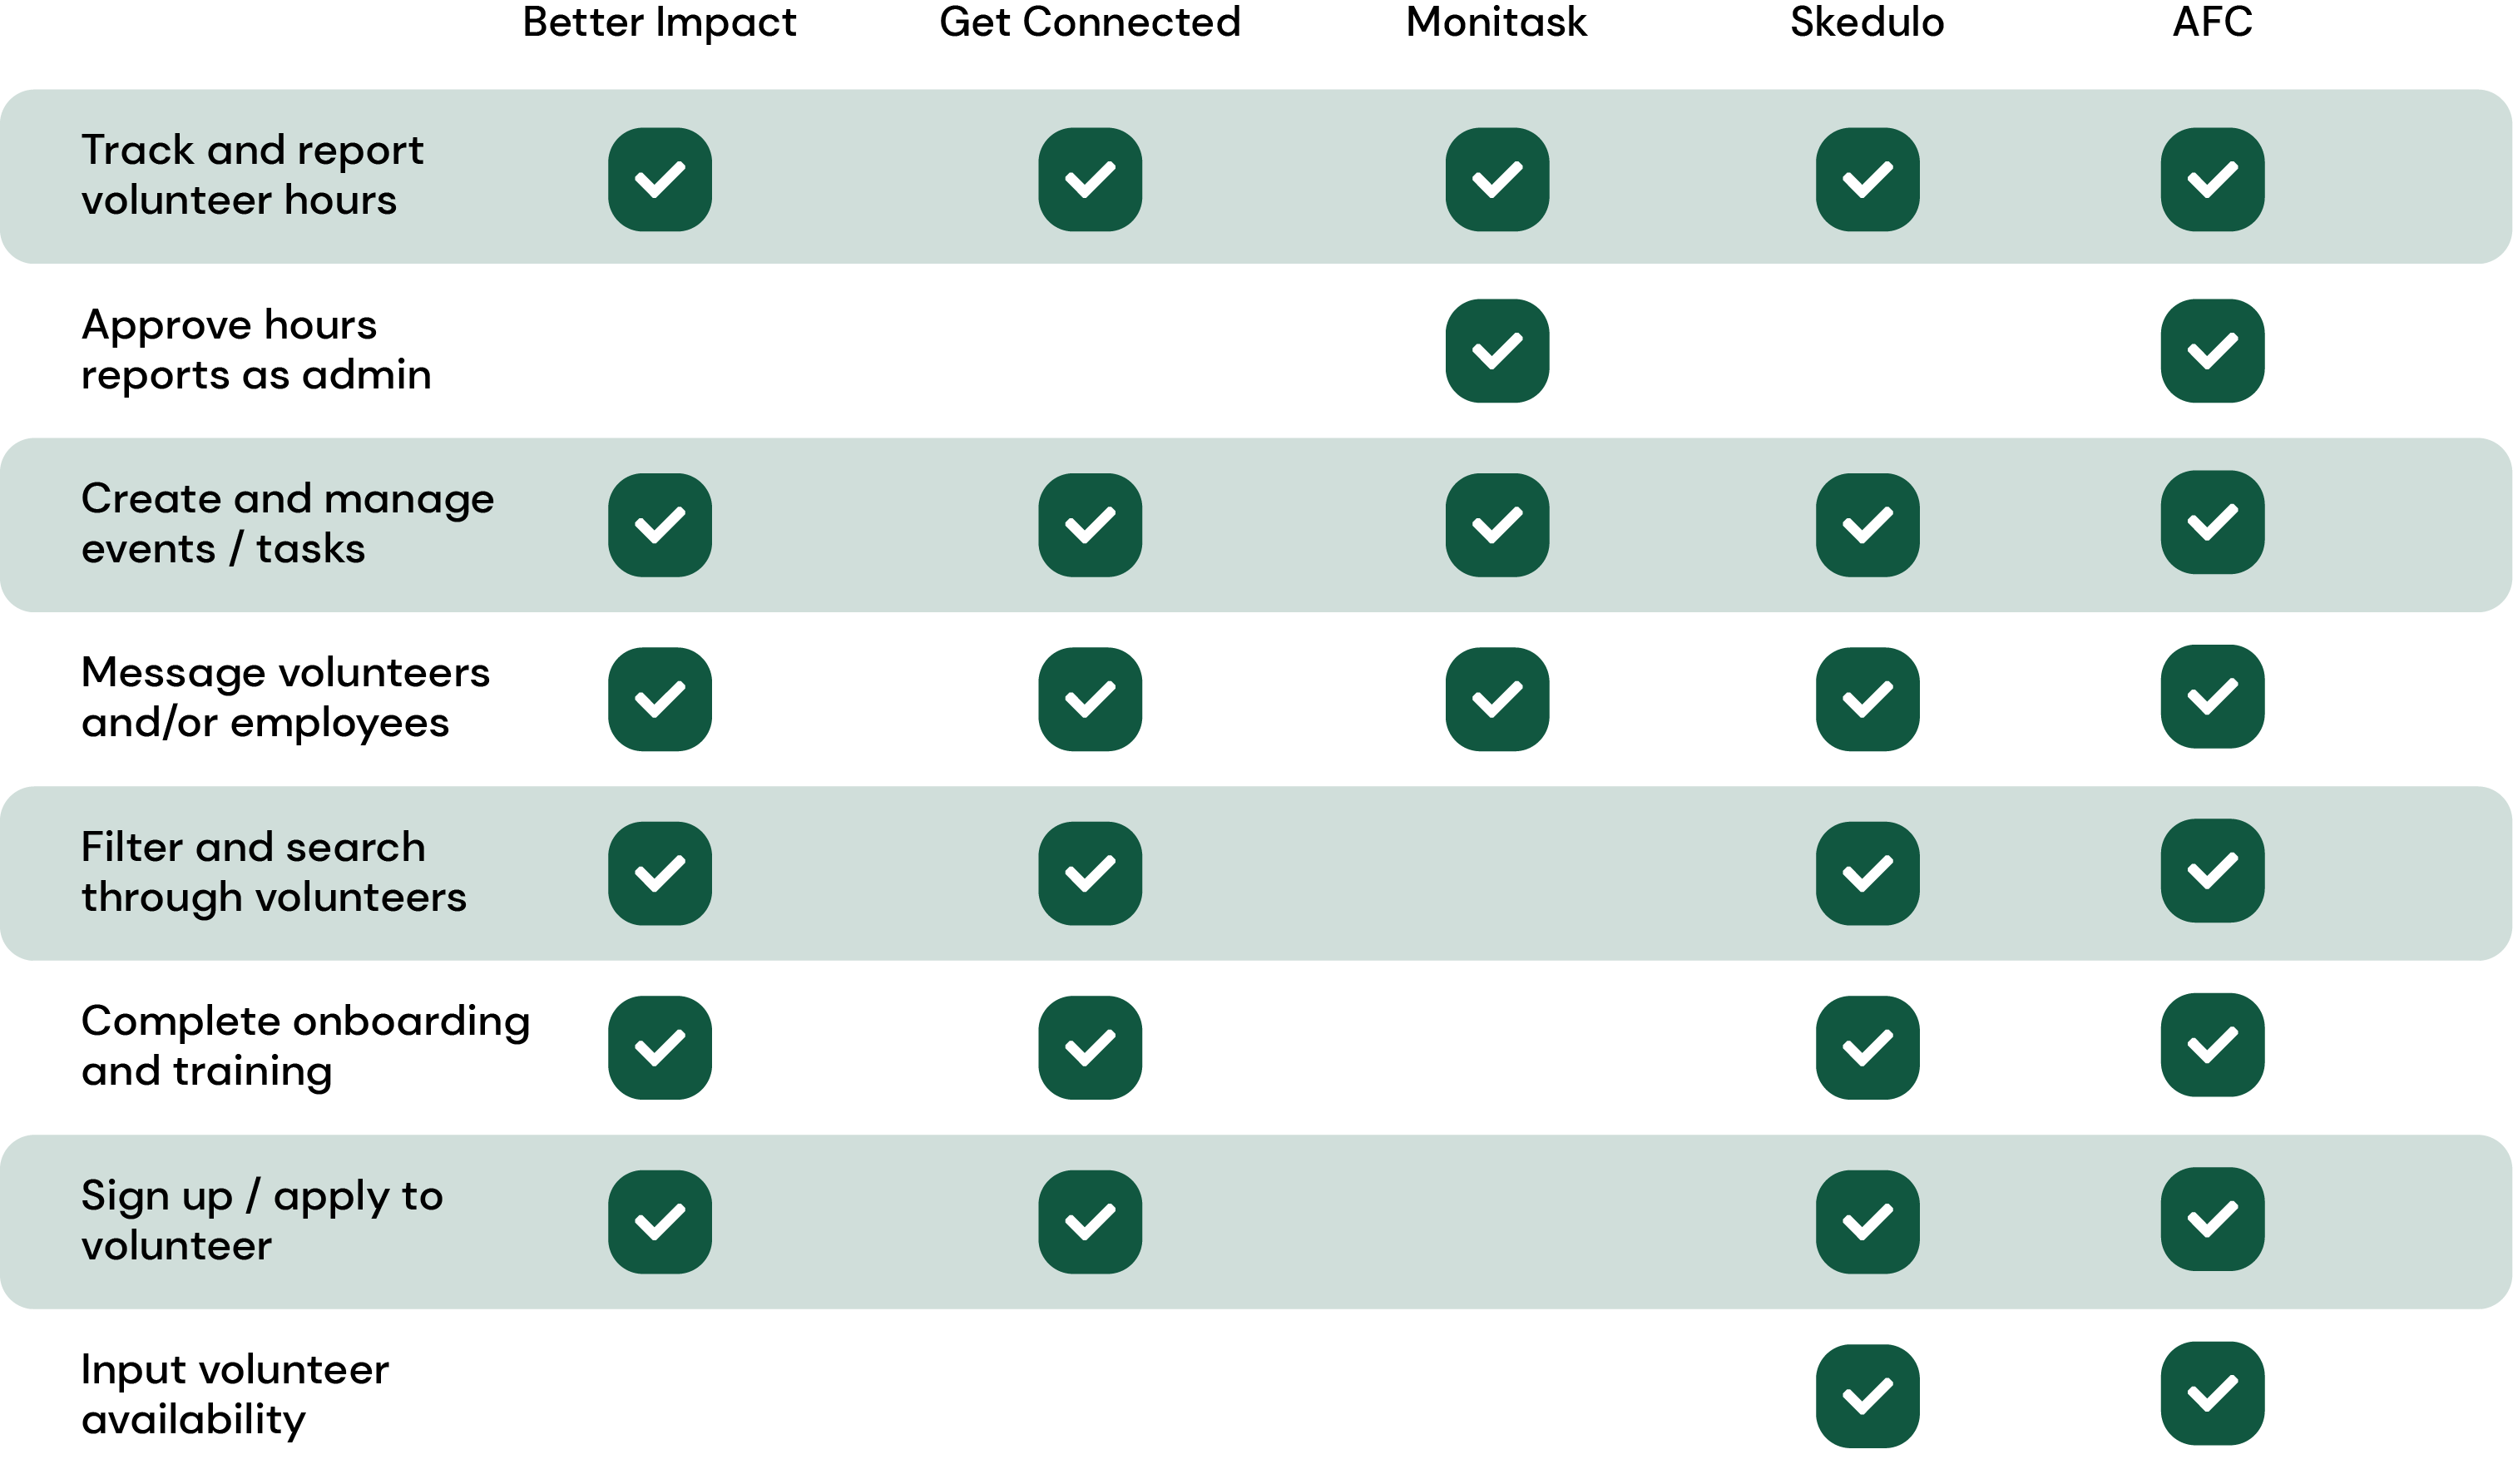 Better Impact Get Connected Monitask Skedulo AFC
Track and report
volunteer hours
Approve hours
reports as admin
Create and manage
events / tasks
Message volunteers
and/or employees
Filter and search
through volunteers
Complete onboarding
and training
Sign up / apply to
volunteer
Input volunteer
availability